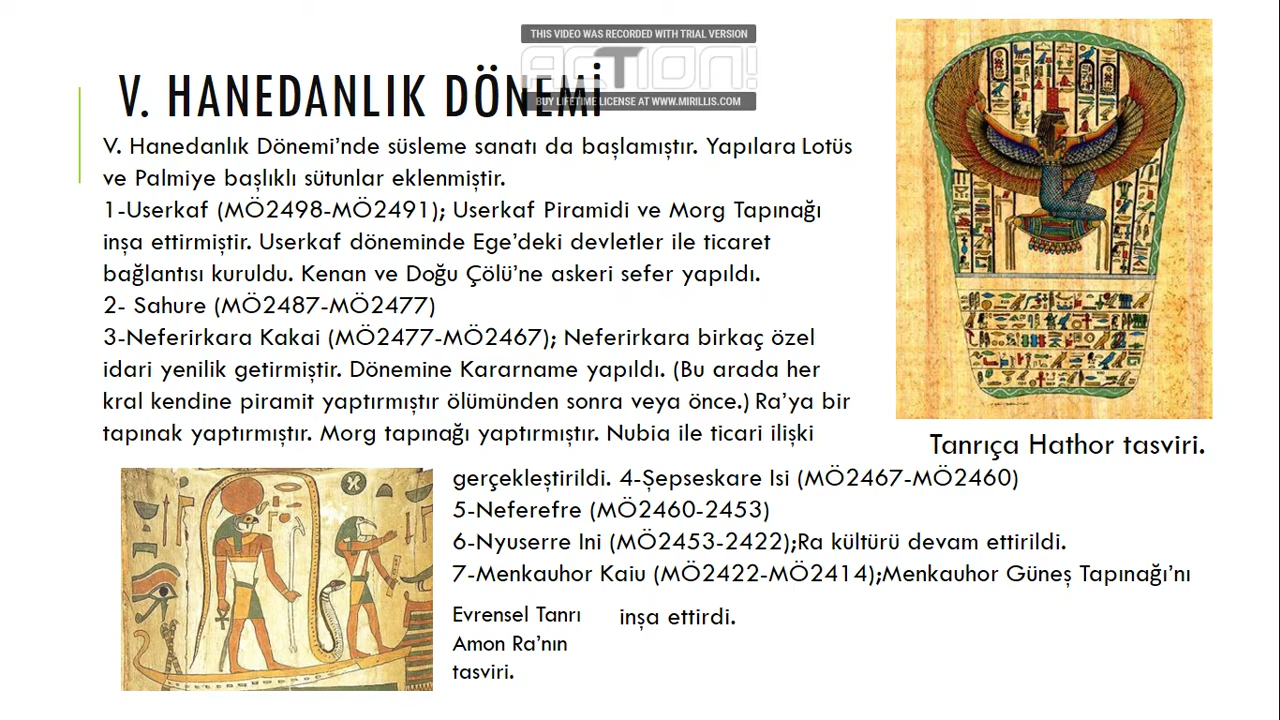 THIS VIDEO WAS RECORDED WITH TRIAL VERSION
ACTION!
BUY LIFETIME LICENSE AT WWW.MIRILLIS.COM
V. HANEDANLIK DÖNEMİ
V. Hanedanlık Dönemi’nde süsleme sanatı da başlamıştır. Yapılara Lotüs
ve Palmiye başlıklı sütunlar eklenmiştir.
1-Userkaf (MÖ2498-MÖ2491); Userkaf Piramidi ve Morg Tapınağı
inşa ettirmiştir. Userkaf döneminde Ege’deki devletler ile ticaret
bağlantısı kuruldu. Kenan ve Doğu Çölü’ne askeri sefer yapıldı.
2- Sahure (MÖ2487-MÖ2477)
3-Neferirkara Kakai (MÖ2477-MÖ2467); Neferirkara birkaç özel
idari yenilik getirmiştir. Dönemine Kararname yapıldı. (Bu arada her
kral kendine piramit yaptırmıştır ölümünden sonra veya önce.) Ra’ya bir
tapınak yaptırmıştır. Morg tapınağı yaptırmıştır. Nubia ile ticari ilişki
Tanrıça Hathor tasviri.
gerçekleştirildi. 4-Şepseskare Isi (MÖ2467-MÖ2460)
5-Neferefre (MÖ2460-2453)
6-Nyuserre Ini (MÖ2453-2422);Ra kültürü devam ettirildi.
7-Menkauhor Kaiu (MÖ2422-MÖ2414);Menkauhor Güneş Tapınağı’nı
inşa ettirdi.
Evrensel Tanrı
Amon Ra’nın
tasviri.